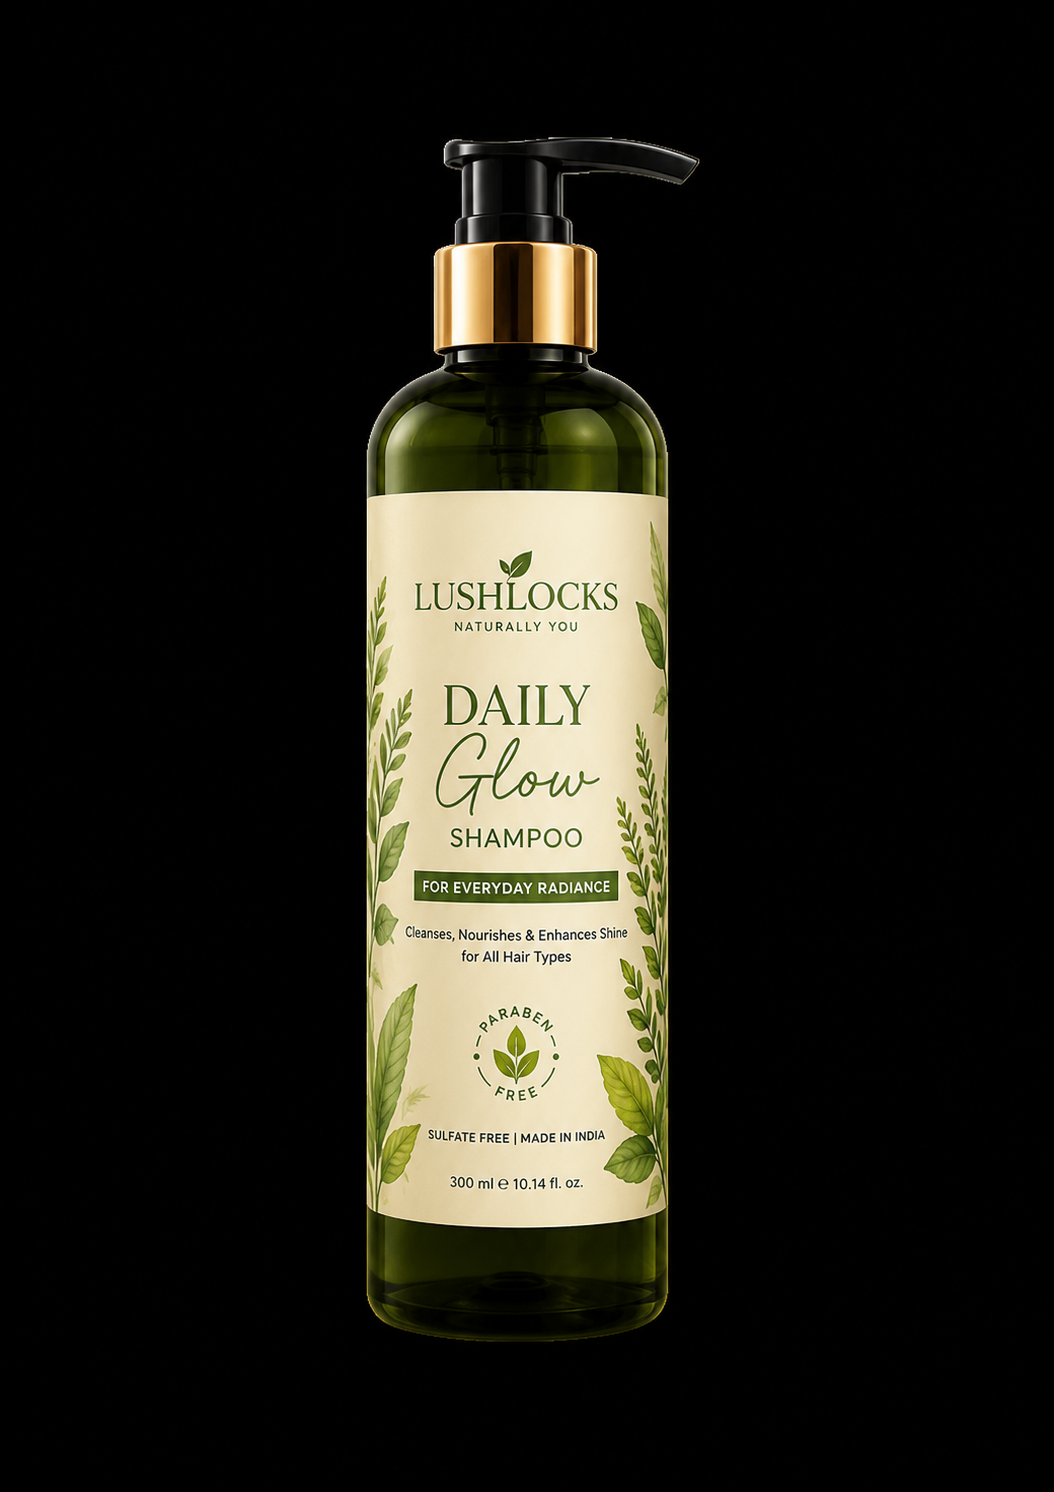 LUSHLOCKS
NATURALLY YOU
DAILY
Glow
SHAMPOO
FOR EVERYDAY RADIANCE
Cleanses, Nourishes & Enhances Shine
for All Hair Types
PARABEN
FREE
SULFATE FREE | MADE IN INDIA
300 ml ℮ 10.14 fl. oz.